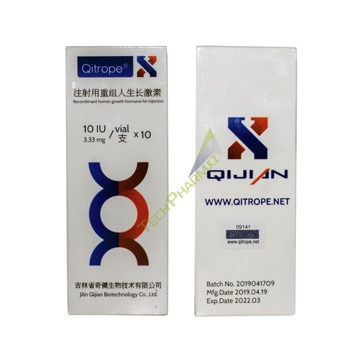 Qitrope®
注射用重组人生长激素
Recombinant human growth hormone for injection
10 IU / vial
3.33 mg 支 x 10
吉林省奇健生物技术有限公司
Jilin Qijian Biotechnology Co., Ltd.
QIJIAN
WWW.QITROPE.NET
09141
www.qitrope.net
Batch No. 2019041709
Mfg.Date 2019.04.19
Exp.Date 2022.03
TECHPHARM.KZ